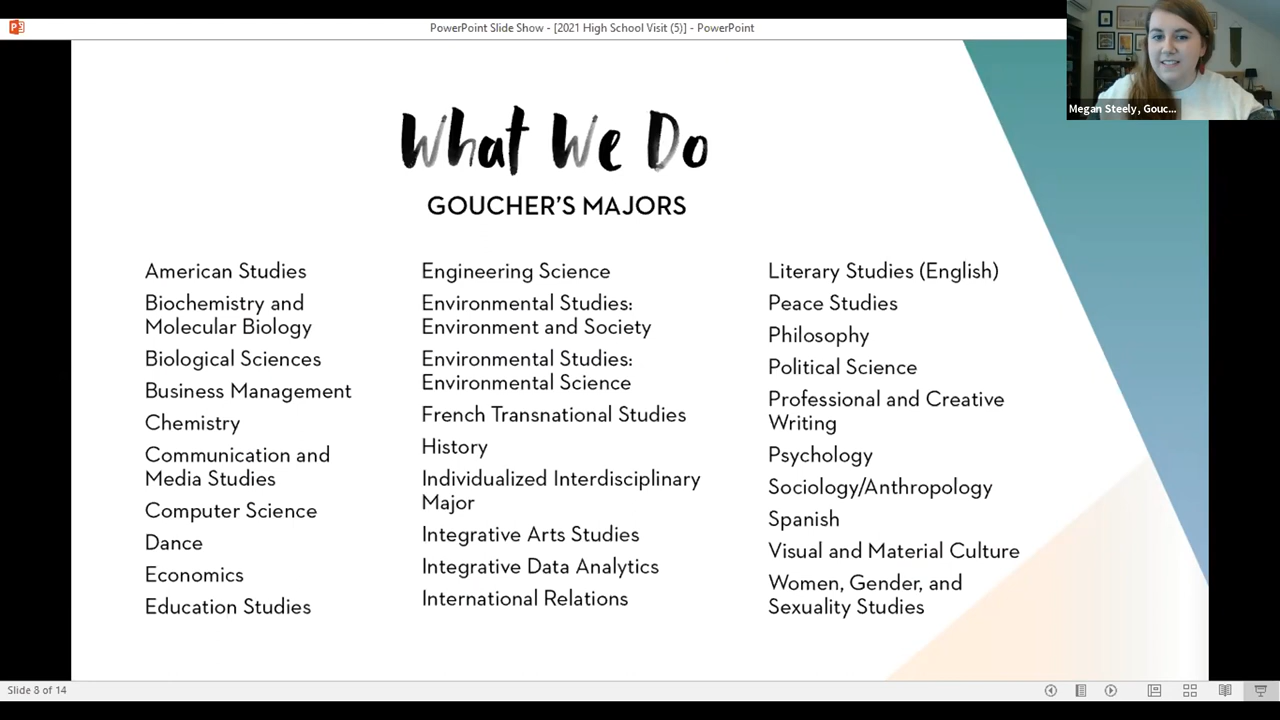 PowerPoint Slide Show - [2021 High School Visit (5)] - PowerPoint
Megan Steely, Gouc...
What We Do
GOUCHER'S MAJORS
American Studies
Biochemistry and
Molecular Biology
Biological Sciences
Business Management
Chemistry
Communication and
Media Studies
Computer Science
Dance
Economics
Education Studies
Engineering Science
Environmental Studies:
Environment and Society
Environmental Studies:
Environmental Science
French Transnational Studies
History
Individualized Interdisciplinary
Major
Integrative Arts Studies
Integrative Data Analytics
International Relations
Literary Studies (English)
Peace Studies
Philosophy
Political Science
Professional and Creative
Writing
Psychology
Sociology/Anthropology
Spanish
Visual and Material Culture
Women, Gender, and
Sexuality Studies
Slide 8 of 14